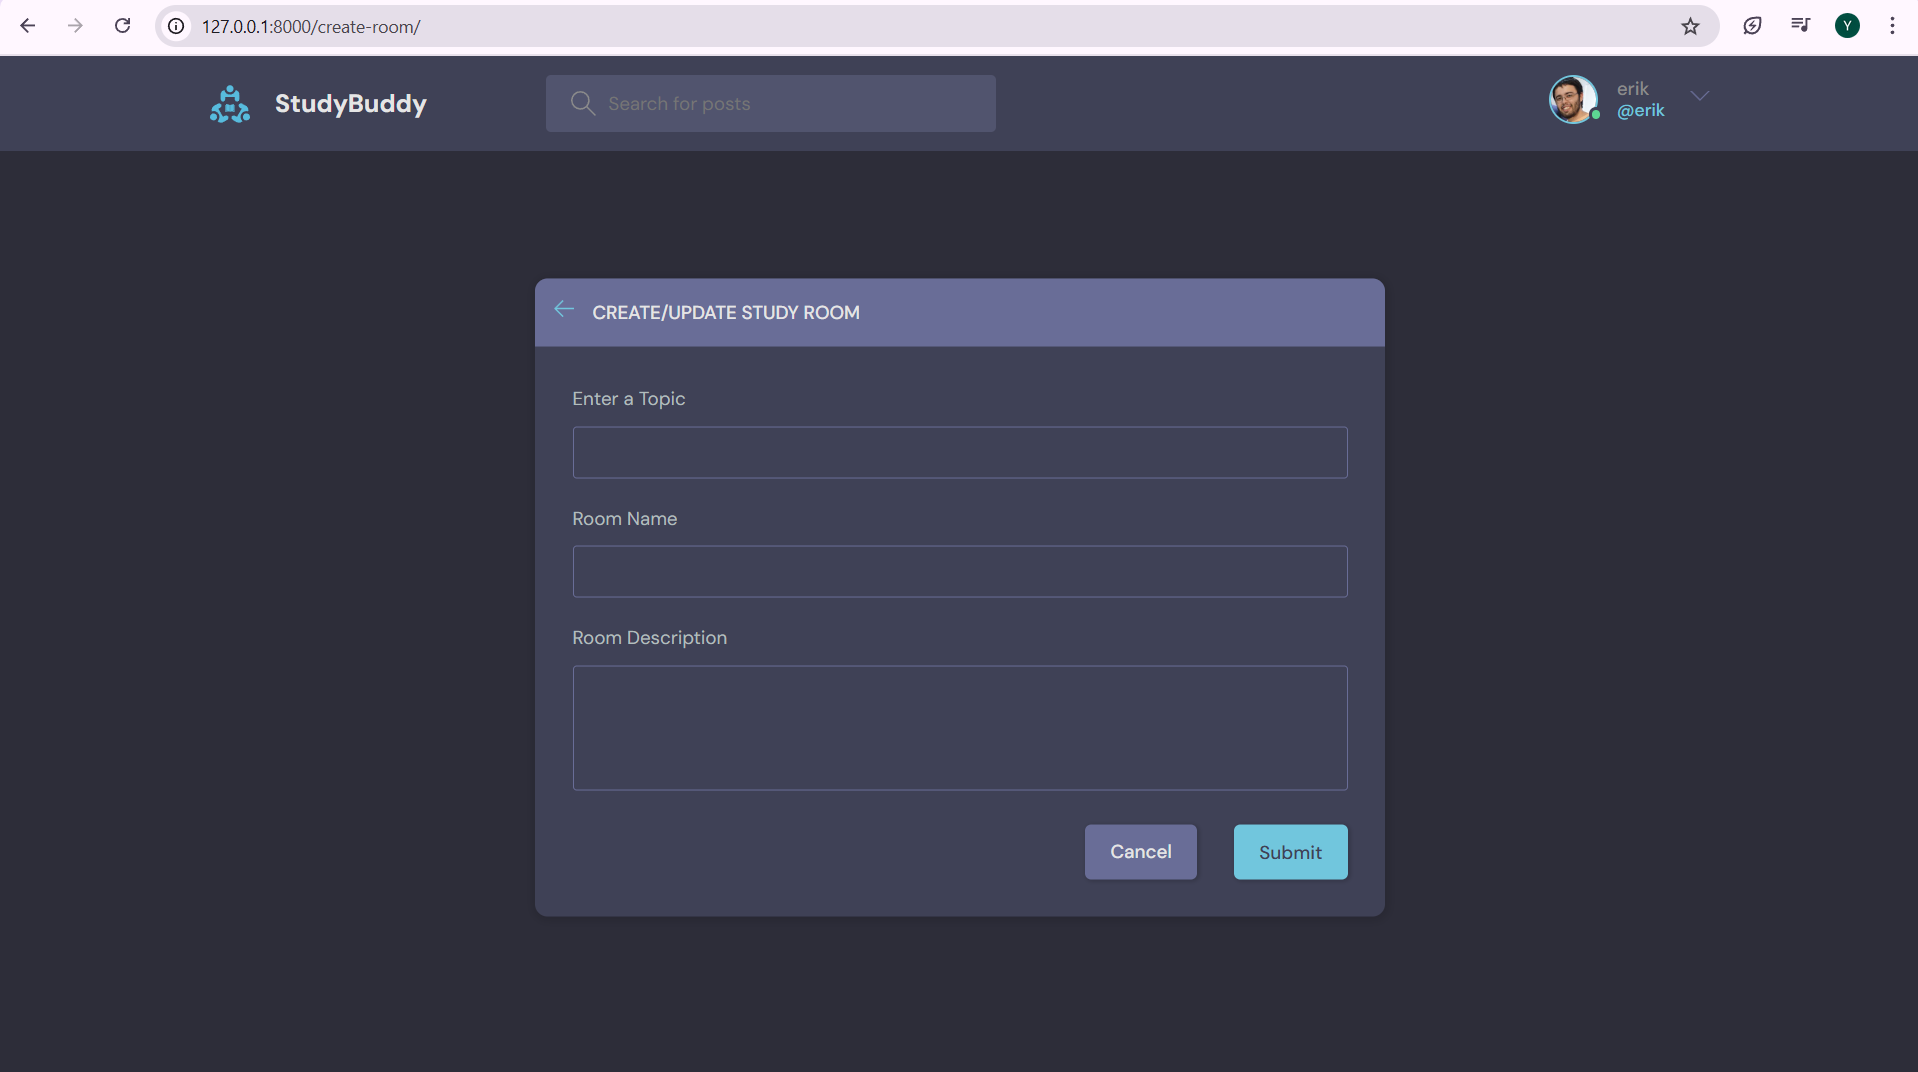 127.0.0.1:8000/create-room/
Y
StudyBuddy
Search for posts
erik
@erik
CREATE/UPDATE STUDY ROOM
Enter a Topic
Room Name
Room Description
Cancel
Submit